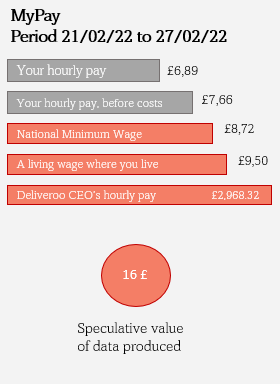 MyPay
Period 21/02/22 to 27/02/22
Your hourly pay £6,89
Your hourly pay, before costs £7,66
National Minimum Wage £8,72
A living wage where you live £9,50
Deliveroo CEO's hourly pay £2,968.32
16 £
Speculative value
of data produced